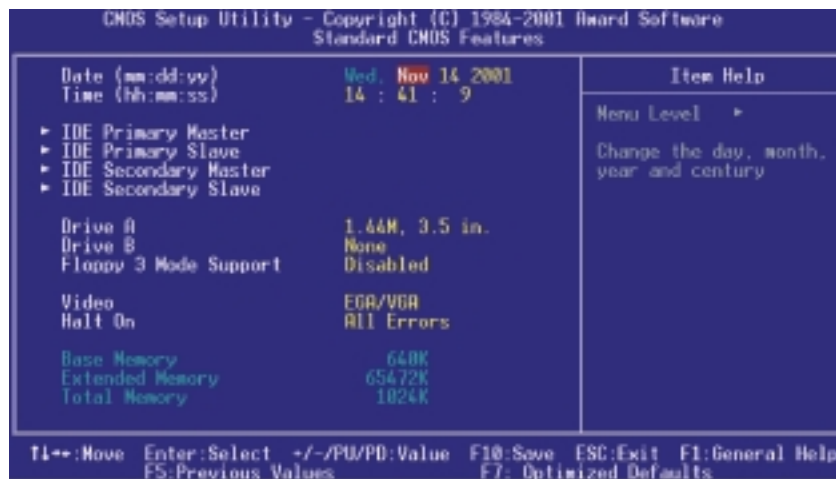 CMOS Setup Utility - Copyright (C) 1984-2001 Award Software
Standard CMOS Features
Date (mm:dd:yy) Wed, Nov 14 2001
Time (hh:mm:ss) 14 : 41 : 9
► IDE Primary Master
► IDE Primary Slave
► IDE Secondary Master
► IDE Secondary Slave
Drive A 1.44M, 3.5 in.
Drive B None
Floppy 3 Mode Support Disabled
Video EGA/VGA
Halt On All Errors
Base Memory 640K
Extended Memory 65472K
Total Memory 1024K
Item Help
Menu Level ►
Change the day, month,
year and century
↑↓→←:Move Enter:Select +/-/PU/PD:Value F10:Save ESC:Exit F1:General Help
F5:Previous Values F7: Optimized Defaults